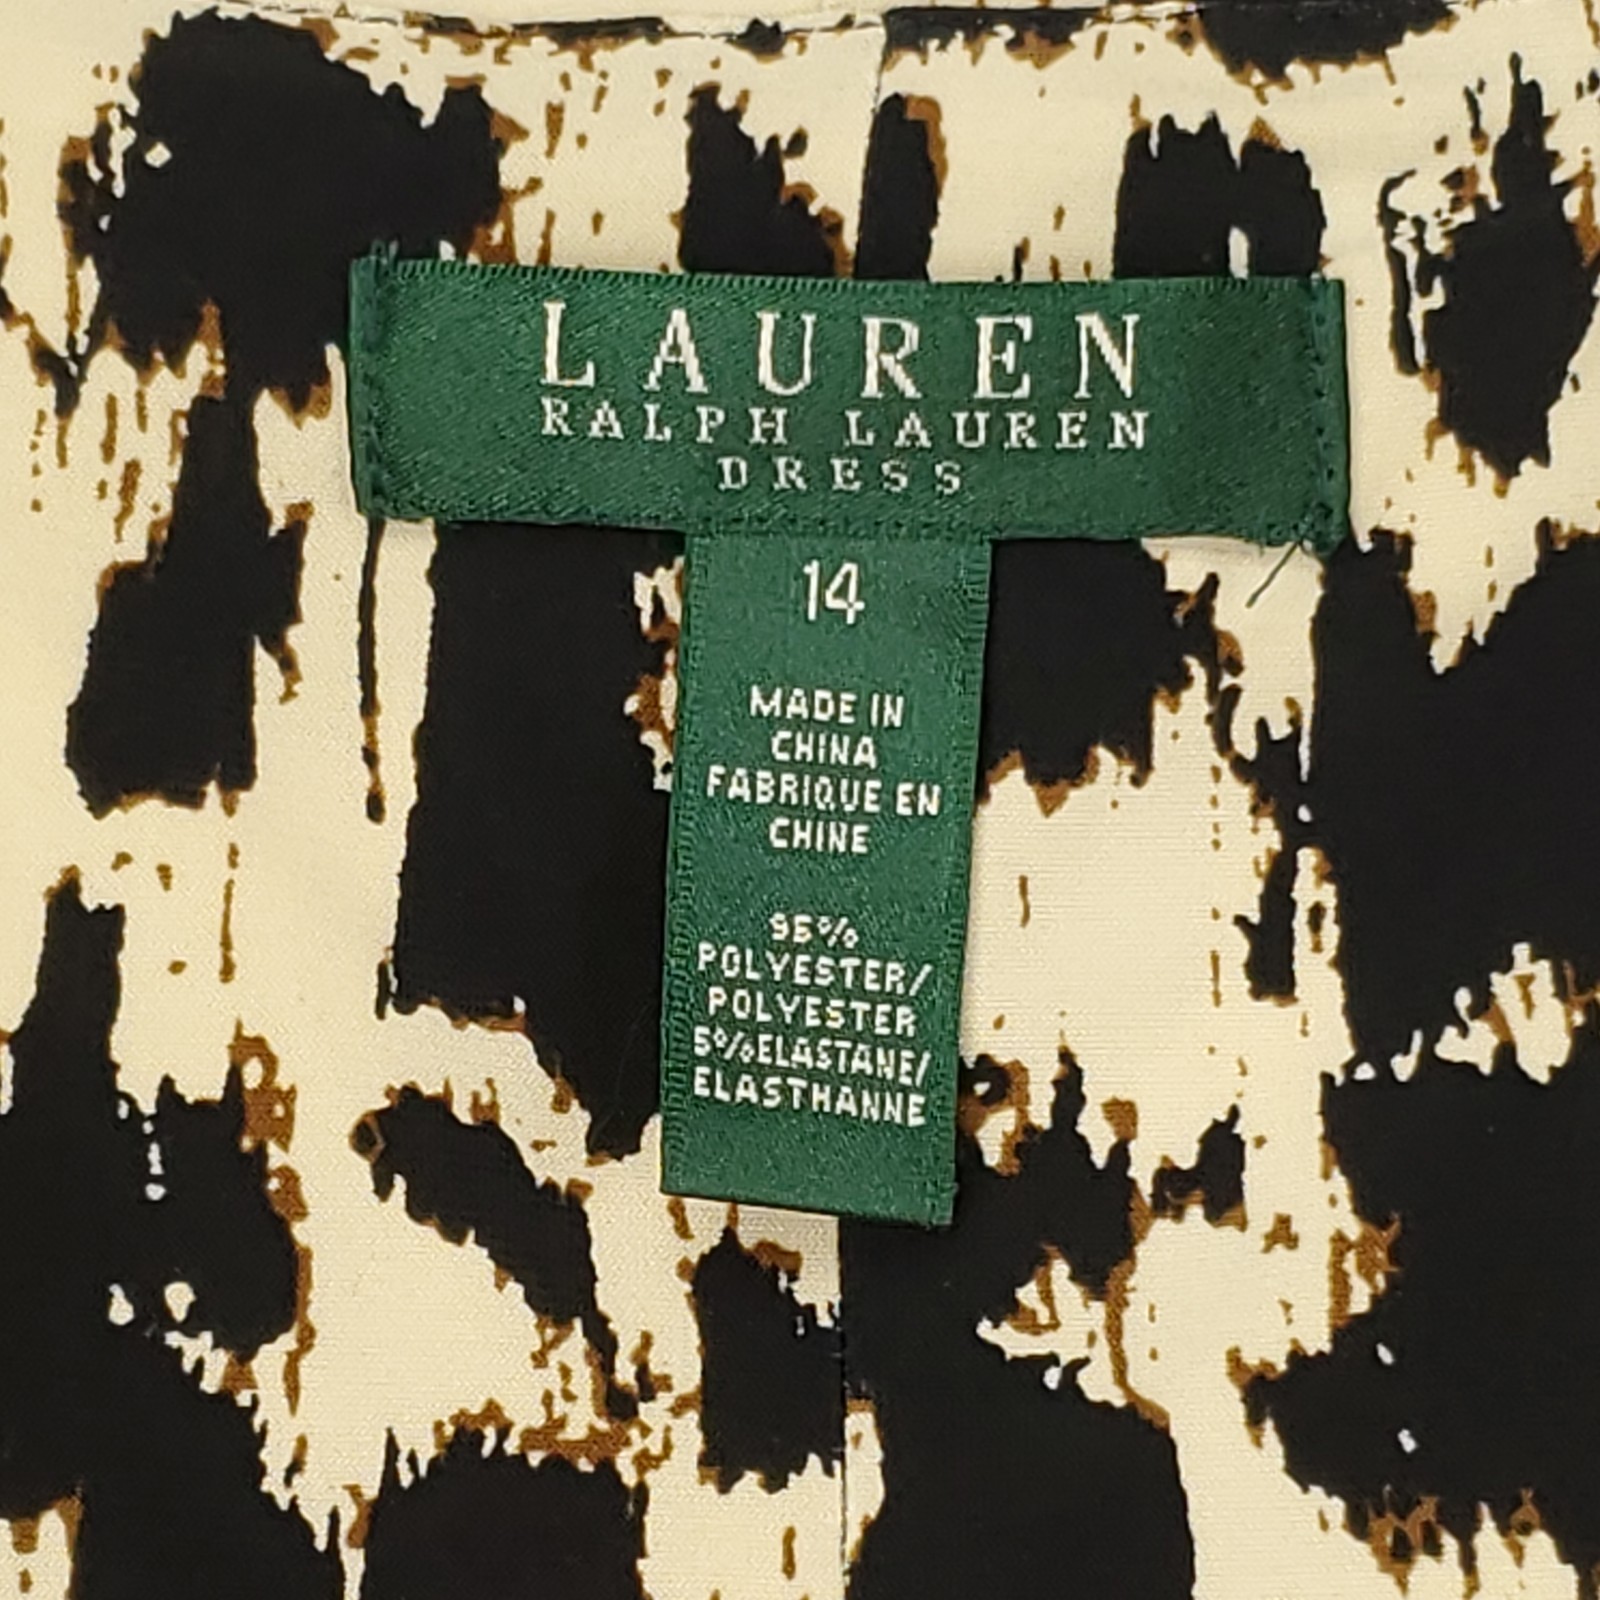 LAUREN
RALPH LAUREN
DRESS
14
MADE IN
CHINA
FABRIQUE EN
CHINE
95%
POLYESTER/
POLYESTER
5%ELASTANE/
ELASTHANNE